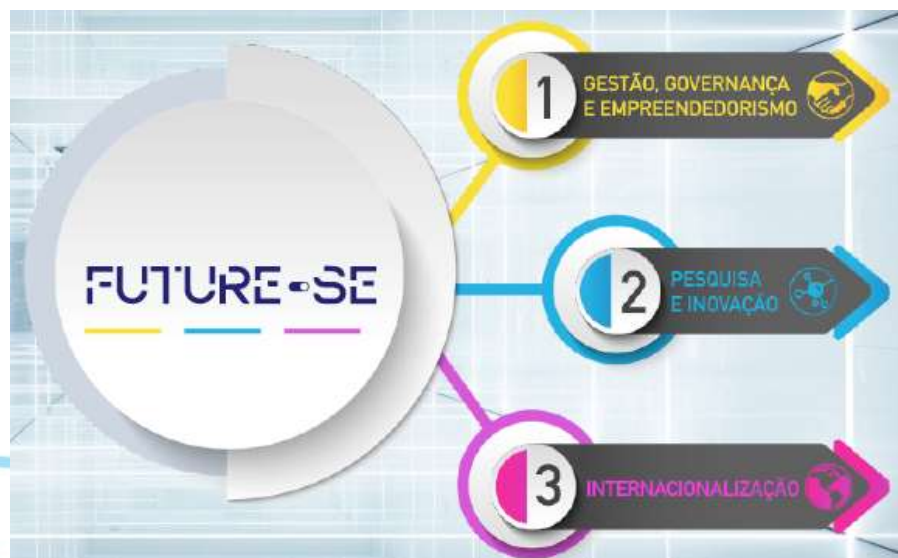 FUTURE-SE
1
GESTÃO, GOVERNANÇA
E EMPREENDEDORISMO
2
PESQUISA
E INOVAÇÃO
3
INTERNACIONALIZAÇÃO